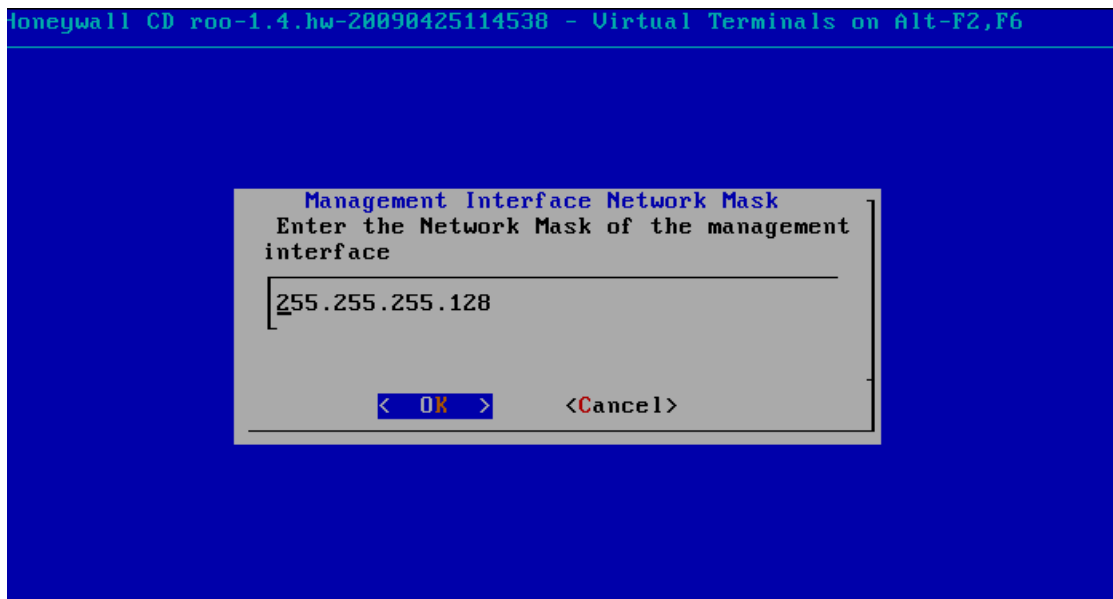 Honeywall CD roo-1.4.hw-20090425114538 - Virtual Terminals on Alt-F2,F6
Management Interface Network Mask
Enter the Network Mask of the management
interface
255.255.255.128
< OK > <Cancel>